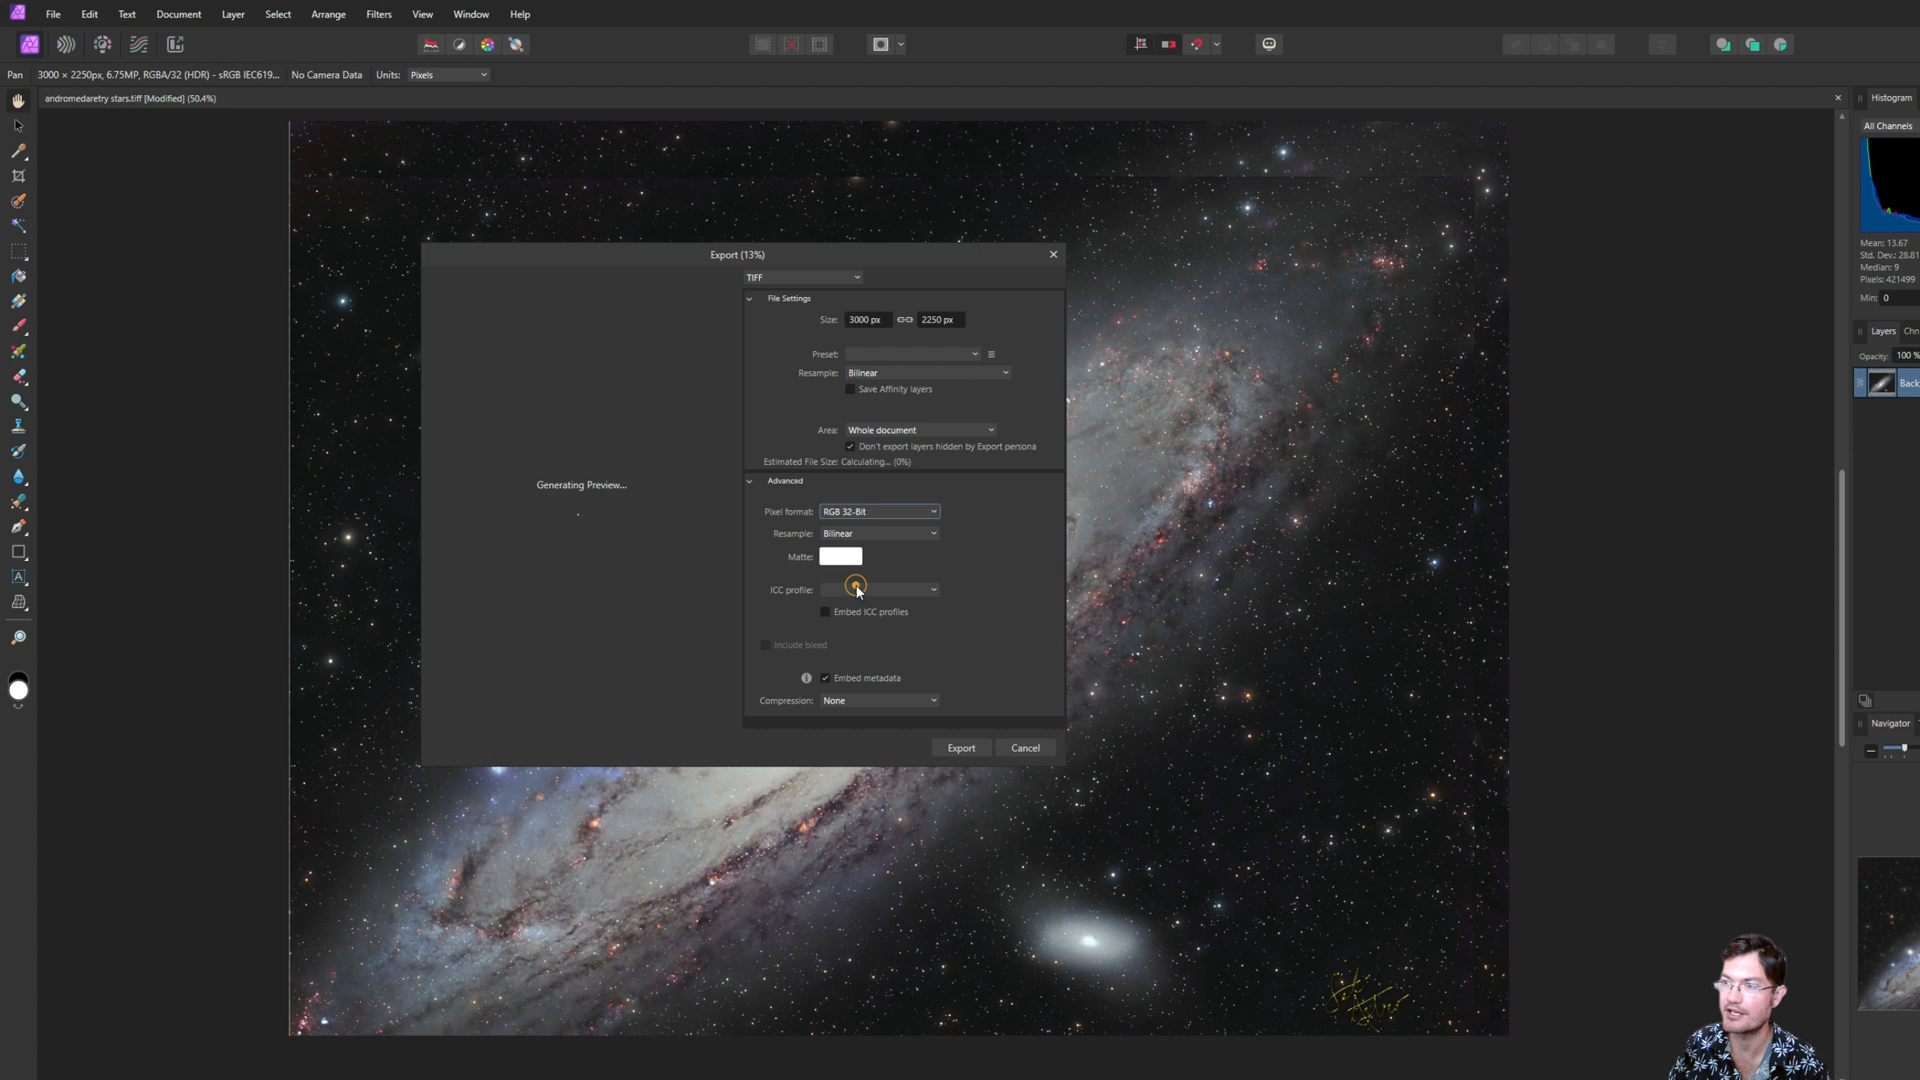 File Edit Text Document Layer Select Arrange Filters View Window Help
Pan 3000 × 2250px, 6.75MP, RGBA/32 (HDR) - sRGB IEC619... No Camera Data Units: Pixels
andromedaretry stars.tiff [Modified] (50.4%)
Histogram
All Channels
Mean: 13.67
Std. Dev.: 28.81
Median: 9
Pixels: 421499
Min: 0
Layers Chn
Opacity: 100 %
Back
Navigator
Export (13%)
TIFF
File Settings
Size: 3000 px 2250 px
Preset:
Resample: Bilinear
Save Affinity layers
Area: Whole document
Don't export layers hidden by Export persona
Estimated File Size: Calculating... (0%)
Generating Preview...
Advanced
Pixel format: RGB 32-Bit
Resample: Bilinear
Matte:
ICC profile:
Embed ICC profiles
Include bleed
Embed metadata
Compression: None
Export Cancel
A